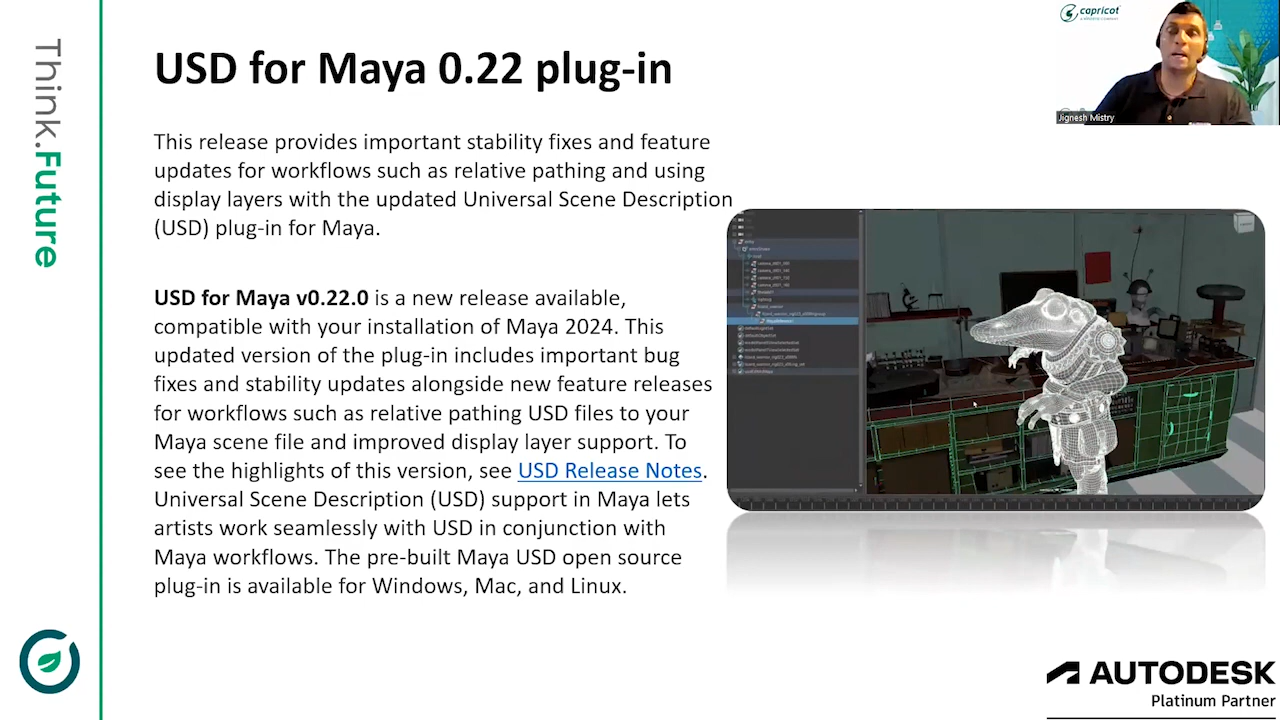 Think.Future
USD for Maya 0.22 plug-in
This release provides important stability fixes and feature
updates for workflows such as relative pathing and using
display layers with the updated Universal Scene Description
(USD) plug-in for Maya.
USD for Maya v0.22.0 is a new release available,
compatible with your installation of Maya 2024. This
updated version of the plug-in includes important bug
fixes and stability updates alongside new feature releases
for workflows such as relative pathing USD files to your
Maya scene file and improved display layer support. To
see the highlights of this version, see USD Release Notes.
Universal Scene Description (USD) support in Maya lets
artists work seamlessly with USD in conjunction with
Maya workflows. The pre-built Maya USD open source
plug-in is available for Windows, Mac, and Linux.
capricot
Jignesh Mistry
AUTODESK
Platinum Partner